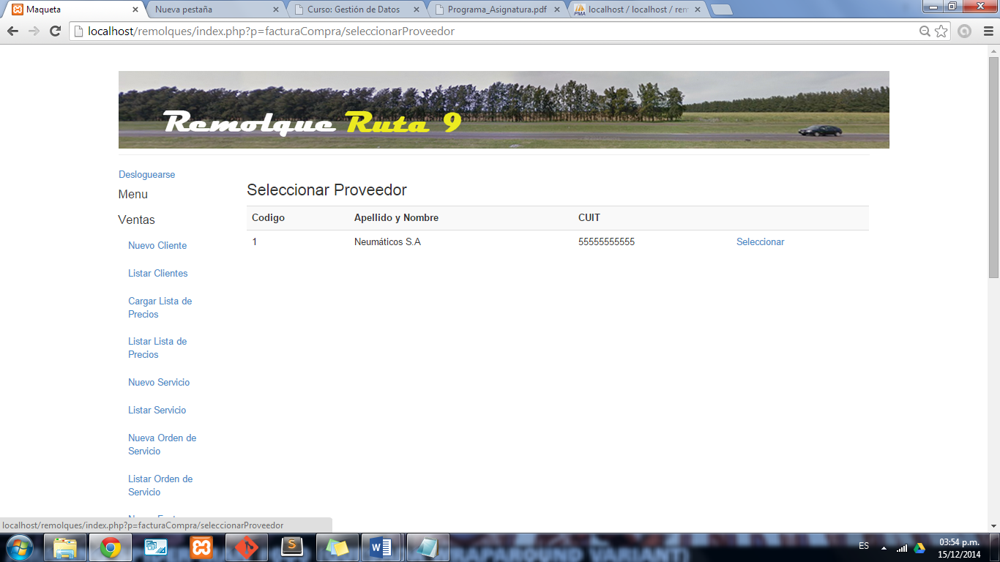 Maqueta
Nueva pestaña
Curso: Gestión de Datos
Programa_Asignatura.pdf
localhost / localhost / rem
localhost/remolques/index.php?p=facturaCompra/seleccionarProveedor
Remolque Ruta 9
Desloguearse
Menu
Ventas
Nuevo Cliente
Listar Clientes
Cargar Lista de
Precios
Listar Lista de
Precios
Nuevo Servicio
Listar Servicio
Nueva Orden de
Servicio
Listar Orden de
Servicio
Seleccionar Proveedor
Codigo Apellido y Nombre CUIT
1 Neumáticos S.A 55555555555 Seleccionar
localhost/remolques/index.php?p=facturaCompra/seleccionarProveedor
ES
03:54 p.m.
15/12/2014